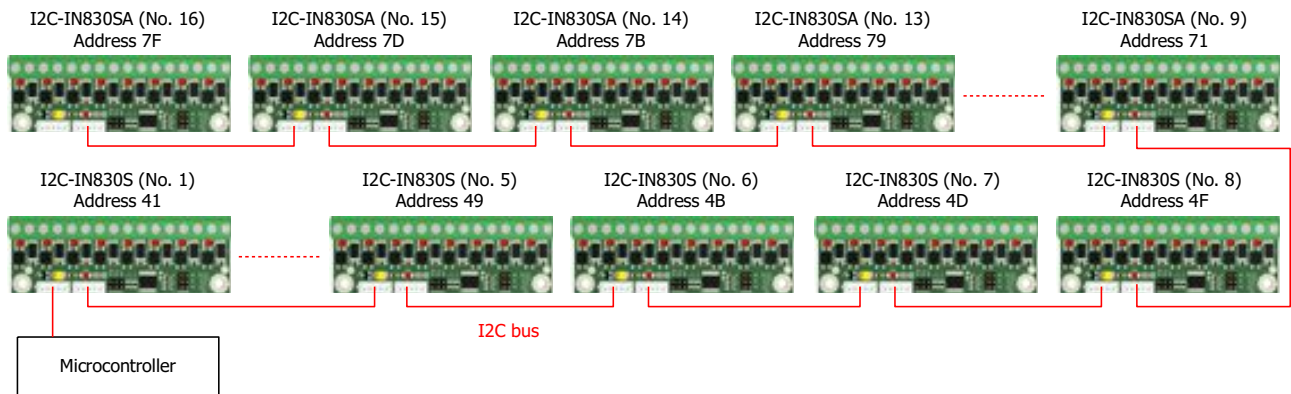 I2C-IN830SA (No. 16)
Address 7F
I2C-IN830SA (No. 15)
Address 7D
I2C-IN830SA (No. 14)
Address 7B
I2C-IN830SA (No. 13)
Address 79
I2C-IN830SA (No. 9)
Address 71
I2C-IN830S (No. 1)
Address 41
I2C-IN830S (No. 5)
Address 49
I2C-IN830S (No. 6)
Address 4B
I2C-IN830S (No. 7)
Address 4D
I2C-IN830S (No. 8)
Address 4F
I2C bus
Microcontroller